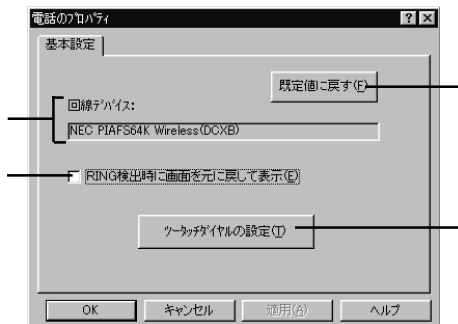 電話のプロパティ
基本設定
既定値に戻す(F)
回線デバイス:
NEC PIAFS64K Wireless(DCXB)
RING検出時に画面を元に戻して表示(E)
ツータッチダイヤルの設定(T)
OK キャンセル 適用(A) ヘルプ